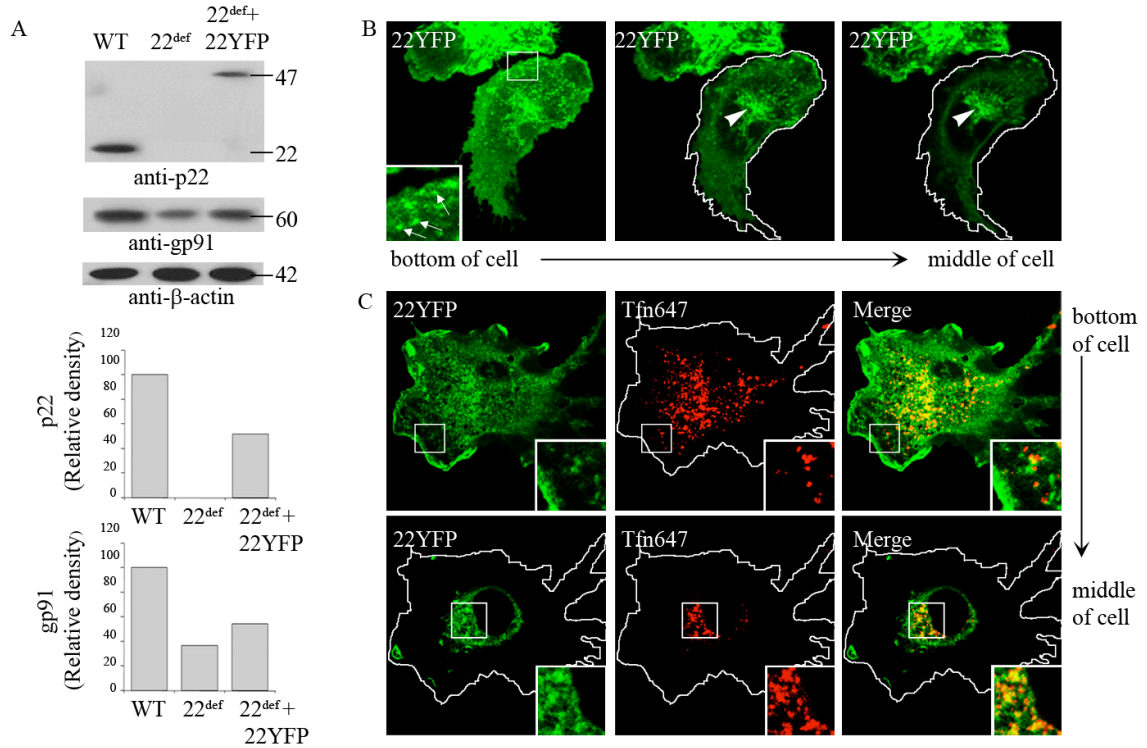 A
WT
22def
22def+
22YFP
47
22
anti-p22
60
anti-gp91
42
anti-β-actin
p22
(Relative density)
120
100
80
60
40
20
0
WT
22def
22def+
22YFP
gp91
(Relative density)
120
100
80
60
40
20
0
WT
22def
22def+
22YFP
B
22YFP
22YFP
22YFP
bottom of cell
middle of cell
C
22YFP
Tfn647
Merge
bottom
of cell
22YFP
Tfn647
Merge
middle
of cell